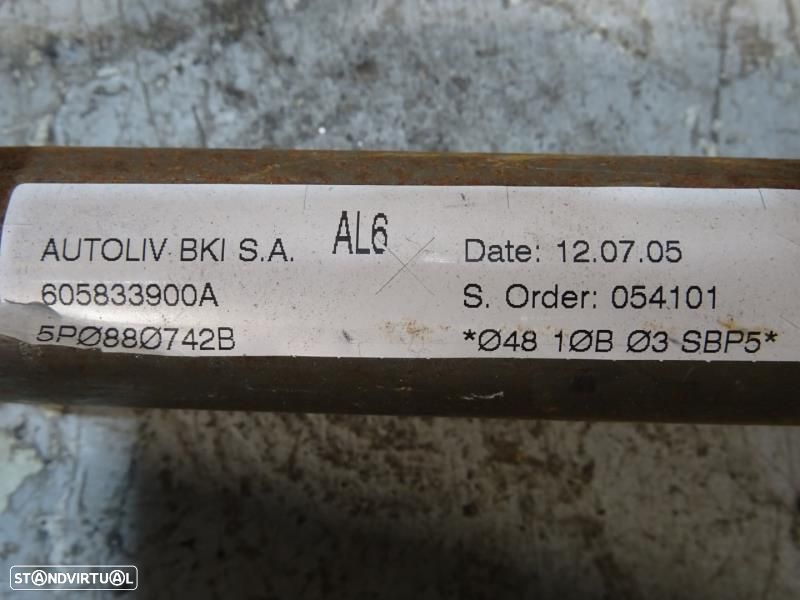 AUTOLIV BKI S.A.
AL6
605833900A
5PØ88Ø742B
Date: 12.07.05
S. Order: 054101
*Ø48 1ØB Ø3 SBP5*
STANDVIRTUAL